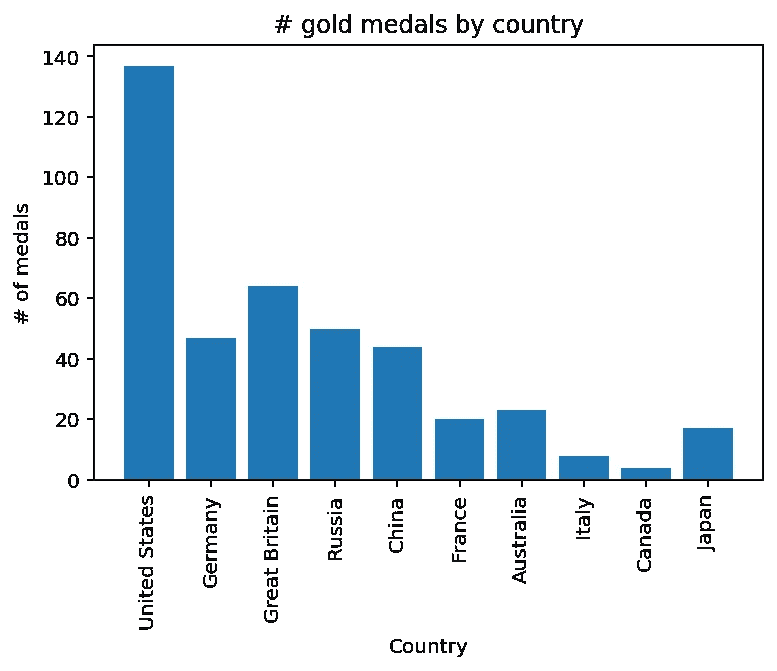 # gold medals by country
# of medals
140
120
100
80
60
40
20
0
United States
Germany
Great Britain
Russia
China
France
Australia
Italy
Canada
Japan
Country